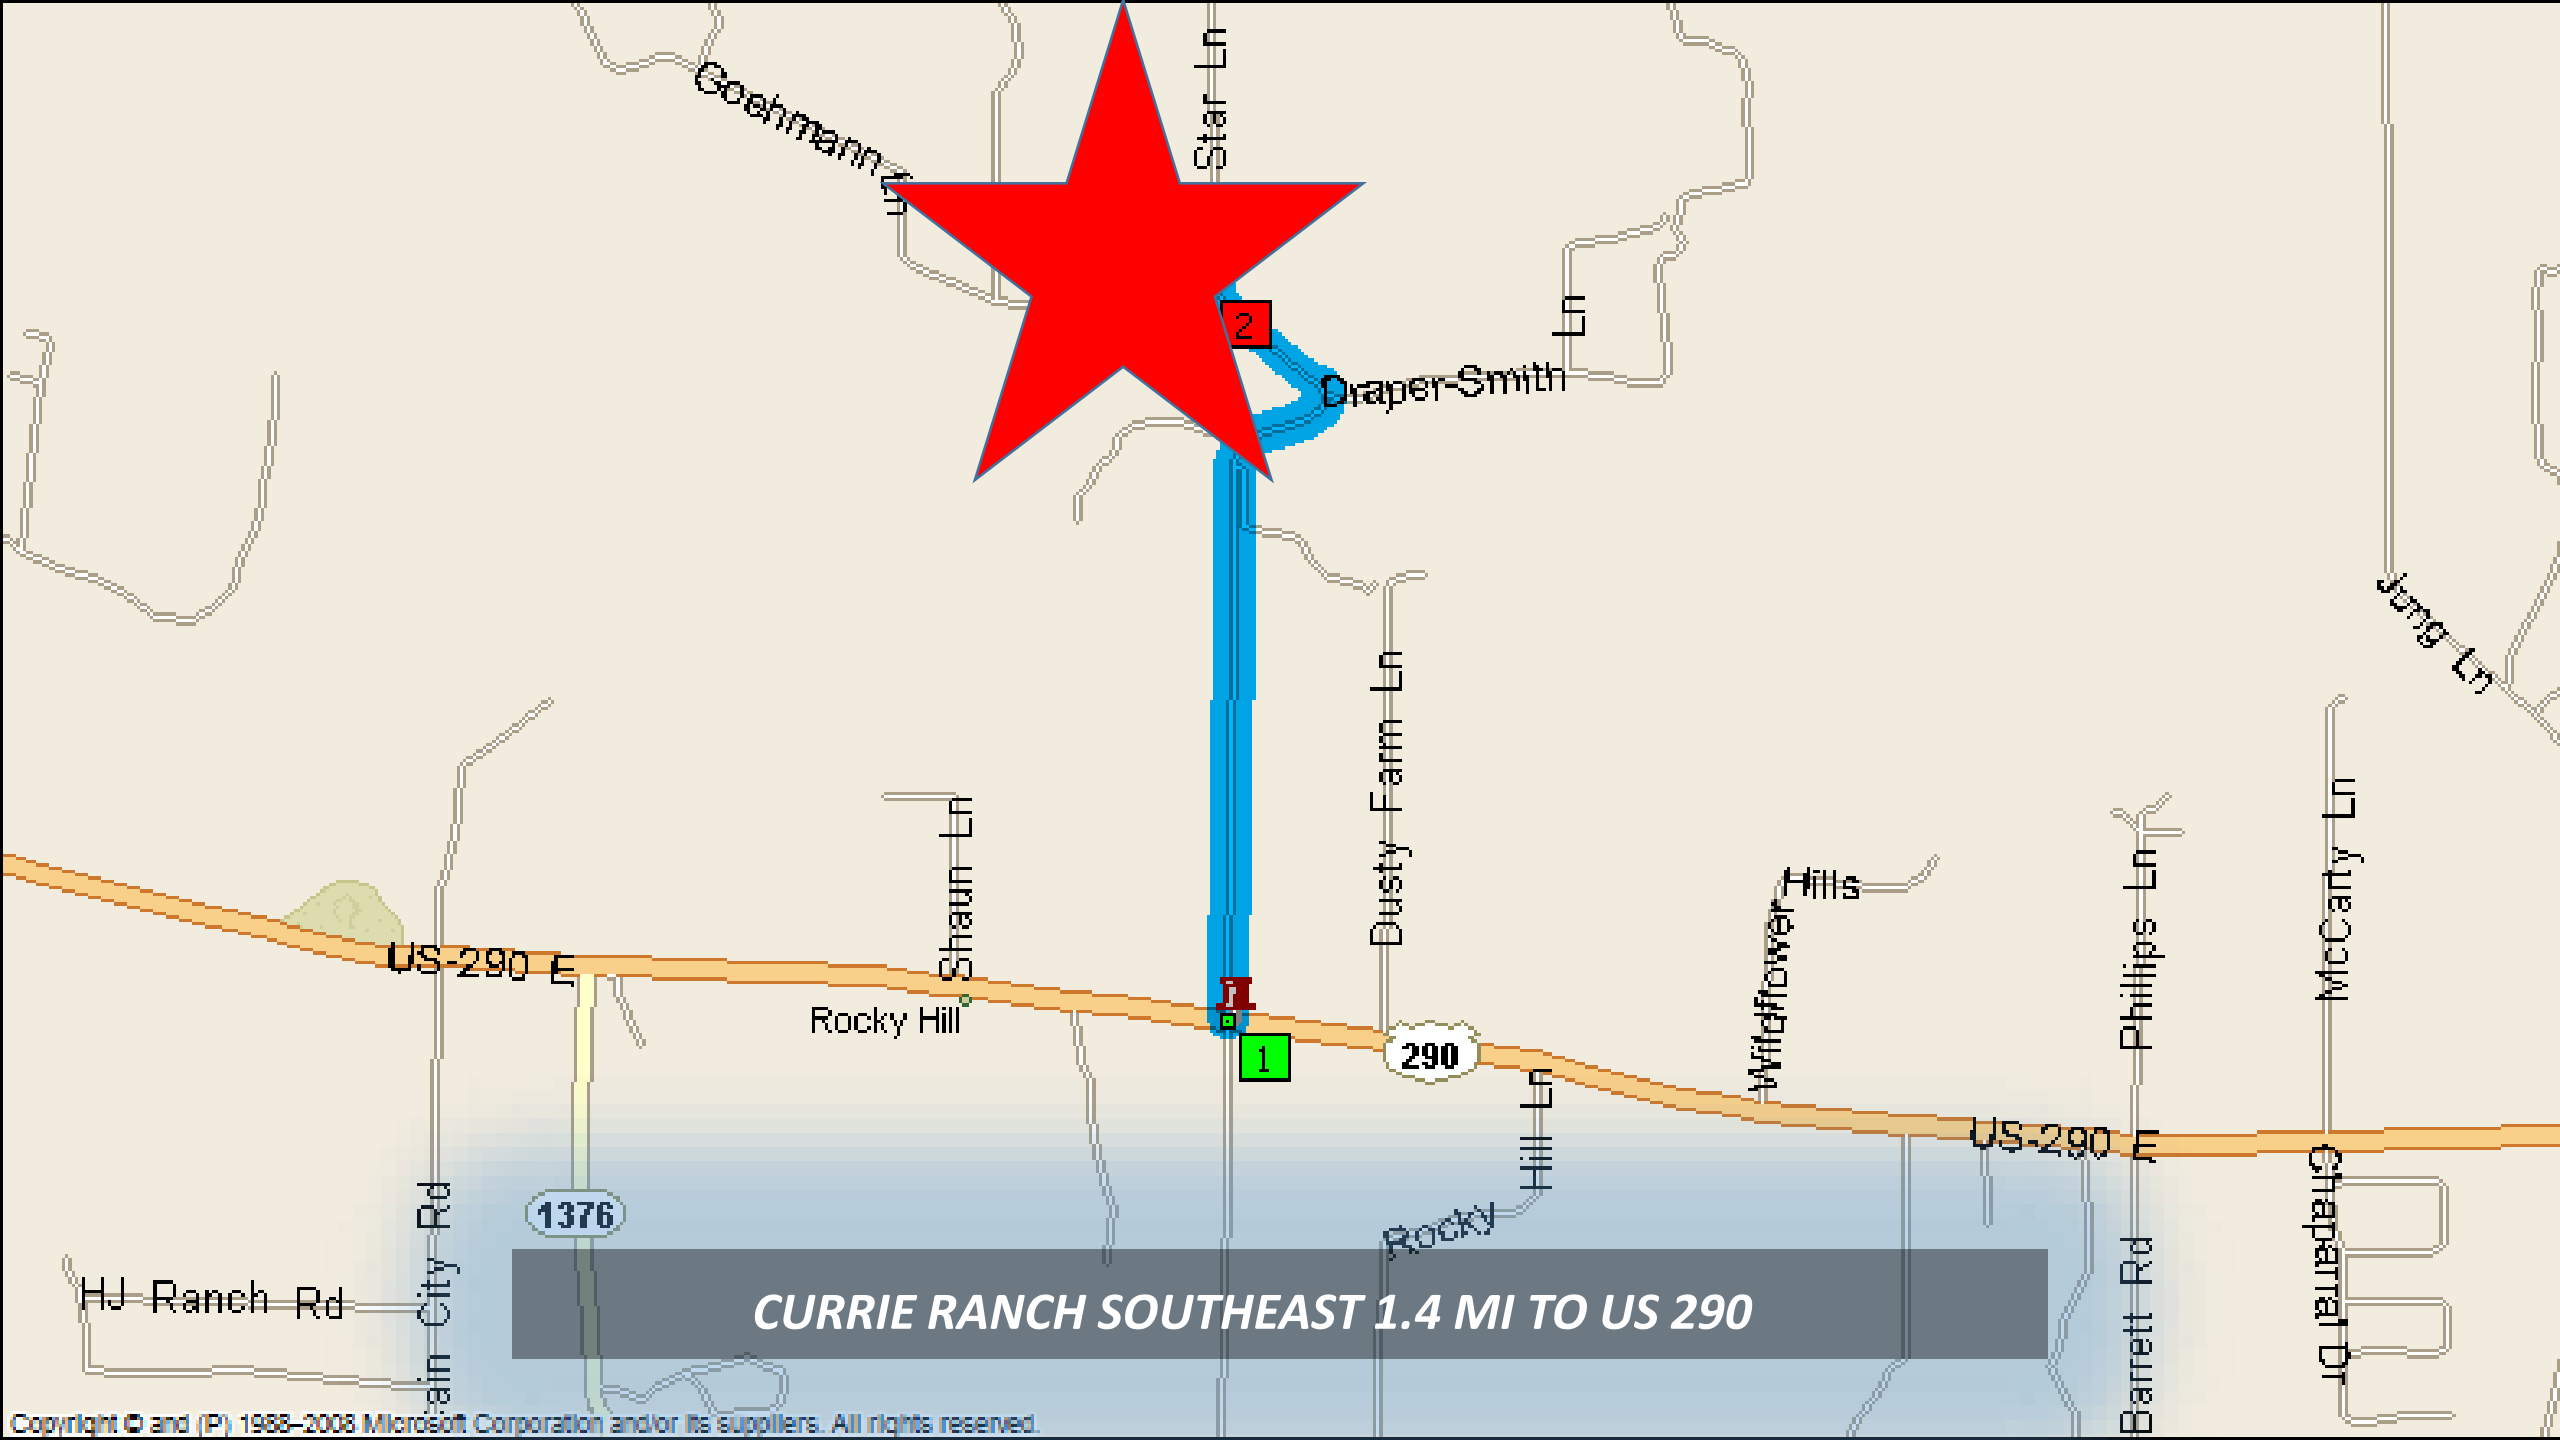 Star Ln
Goehmann Ln
2
Draper-Smith Ln
Jung Ln
Dusty Farm Ln
Shaun Ln
McCarty Ln
Phillips Ln
Wildflower Hills
US-290 E
Rocky Hill
290
1
Rocky Hill Ln
US-290 E
1376
Chaparral Dr
Barrett Rd
ain City Rd
HJ Ranch Rd
CURRIE RANCH SOUTHEAST 1.4 MI TO US 290
Copyright © and (P) 1988–2008 Microsoft Corporation and/or its suppliers. All rights reserved.